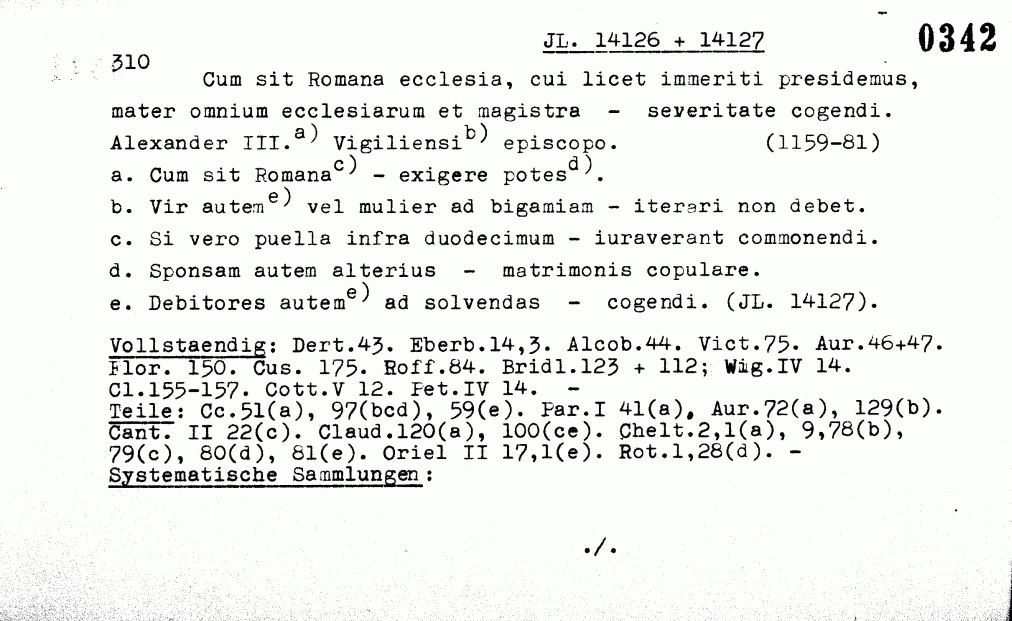 JL. 14126 + 14127 0342
310
Cum sit Romana ecclesia, cui licet immeriti presidemus,
mater omnium ecclesiarum et magistra - severitate cogendi.
Alexander III.a) Vigiliensib) episcopo. (1159-81)
a. Cum sit Romanac) - exigere potesd).
b. Vir auteme) vel mulier ad bigamiam - iterari non debet.
c. Si vero puella infra duodecimum - iuraverant commonendi.
d. Sponsam autem alterius - matrimonis copulare.
e. Debitores auteme) ad solvendas - cogendi. (JL. 14127).
Vollstaendig: Dert.43. Eberb.14,3. Alcob.44. Vict.75. Aur.46+47.
Flor. 150. Cus. 175. Roff.84. Bridl.123 + 112; Wig.IV 14.
Cl.155-157. Cott.V 12. Pet.IV 14. -
Teile: Cc.51(a), 97(bcd), 59(e). Par.I 41(a), Aur.72(a), 129(b).
Cant. II 22(c). Claud.120(a), 100(ce). Chelt.2,1(a), 9,78(b),
79(c), 80(d), 81(e). Oriel II 17,1(e). Rot.1,28(d). -
Systematische Sammlungen:
./.